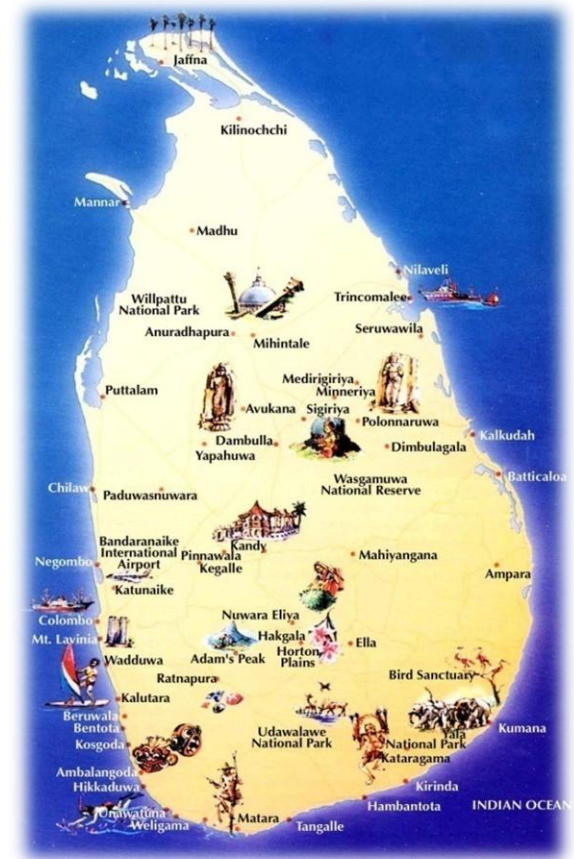 Jaffna
Kilinochchi
Mannar
Madhu
Nilaveli
Willpattu
National Park
Trincomalee
Anuradhapura
Mihintale
Seruwawila
Medirigiriya
Minneriya
Puttalam
Avukana
Sigiriya
Polonnaruwa
Kalkudah
Dambulla
Dimbulagala
Yapahuwa
Batticaloa
Wasgamuwa
National Reserve
Chilaw
Paduwasnuwara
Bandaranaike
International
Airport
Kandy
Pinnawala
Kegalle
Mahiyangana
Negombo
Ampara
Katunaike
Nuwara Eliya
Colombo
Mt. Lavinia
Hakgala
Ella
Wadduwa
Adam's Peak
Horton
Plains
Ratnapura
Bird Sanctuary
Kalutara
Beruwala
Bentota
Udawalawe
National Park
Yala
National Park
Kumana
Kosgoda
Kataragama
Ambalangoda
Hikkaduwa
Kirinda
Hambantota
INDIAN OCEAN
Unawatuna
Weligama
Matara
Tangalle